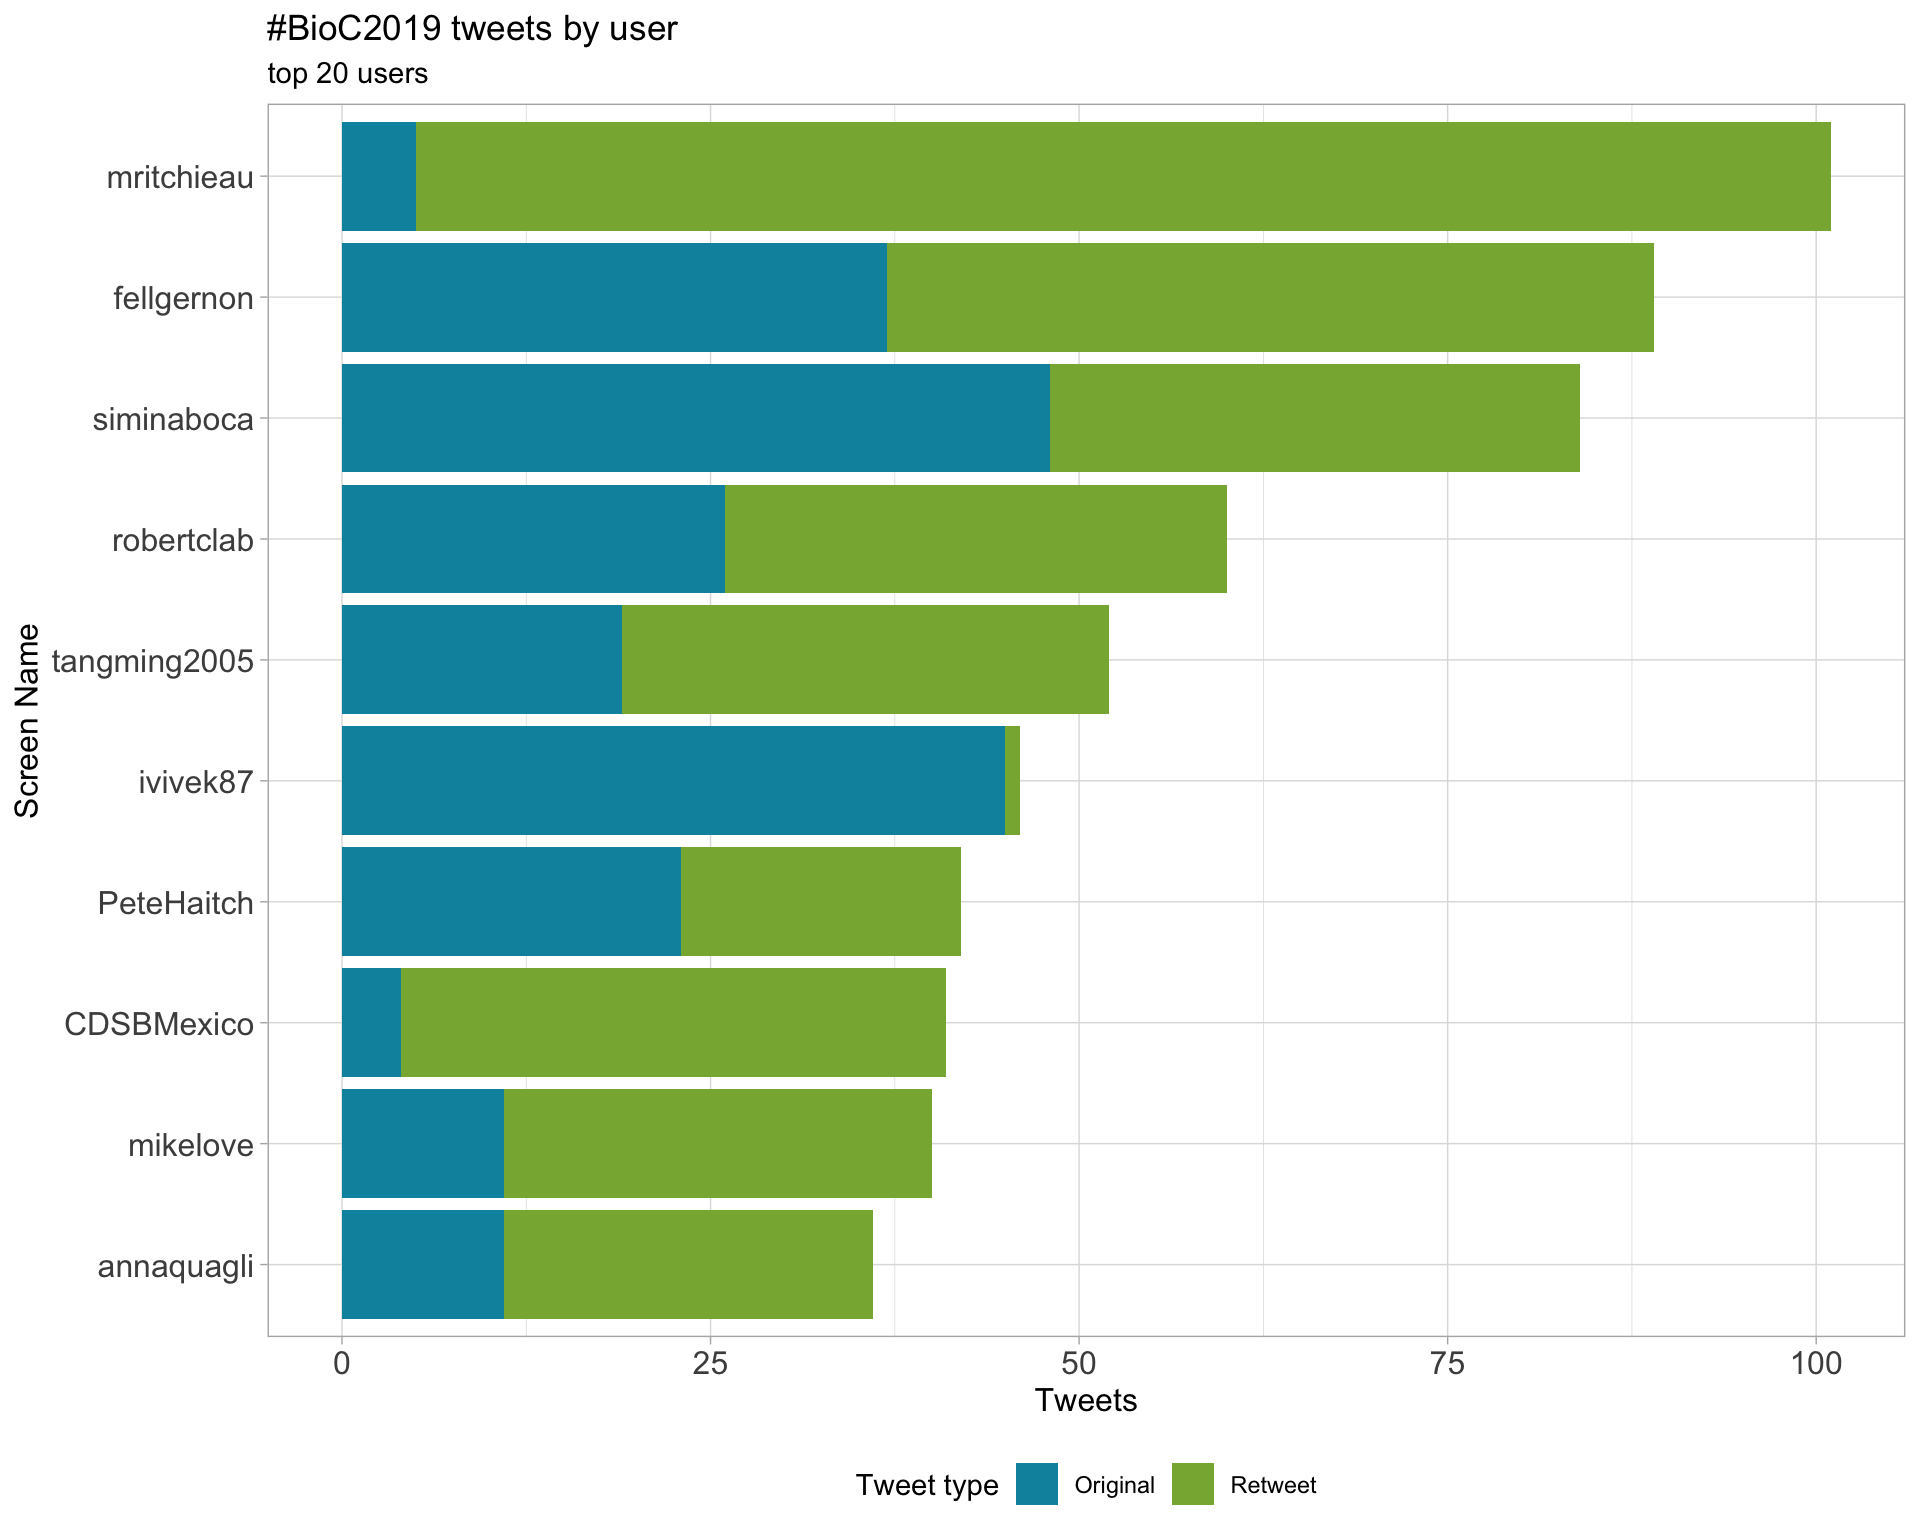 #BioC2019 tweets by user
top 20 users
Screen Name
mritchieau
fellgernon
siminaboca
robertclab
tangming2005
ivivek87
PeteHaitch
CDSBMexico
mikelove
annaquagli
0 25 50 75 100
Tweets
Tweet type Original Retweet